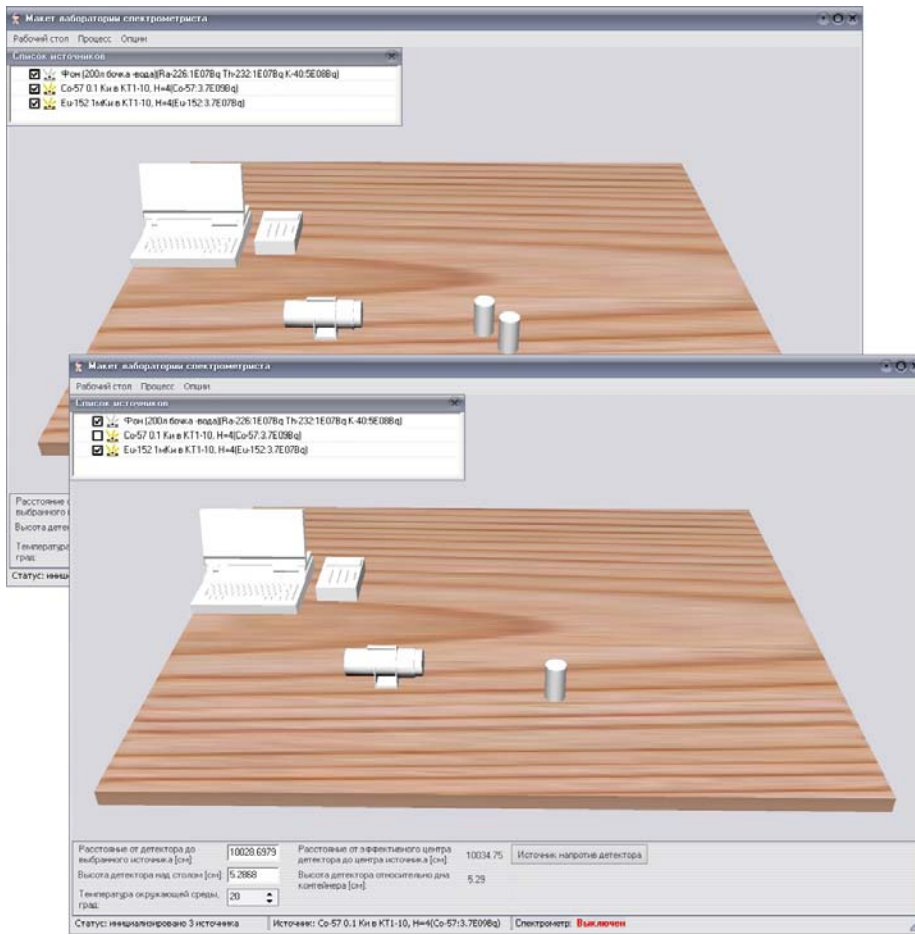 Макет лаборатории спектрометриста
Рабочий стол Процесс Опции
Список источников
Фон (200л бочка -вода)(Ra-226:1E07Bq Th-232:1E07Bq K-40:5E08Bq)
Co-57 0.1 Ки в КТ1-10, H=4(Co-57:3.7E09Bq)
Eu-152 1мКи в КТ1-10, H=4(Eu-152:3.7E07Bq)
Расстояние
выбранного
Высота
Температура
град:
Статус:
Макет лаборатории спектрометриста
Рабочий стол Процесс Опции
Список источников
Фон (200л бочка -вода)(Ra-226:1E07Bq Th-232:1E07Bq K-40:5E08Bq)
Co-57 0.1 Ки в КТ1-10, H=4(Co-57:3.7E09Bq)
Eu-152 1мКи в КТ1-10, H=4(Eu-152:3.7E07Bq)
Расстояние от детектора до выбранного источника [см]: 10028.6979
Расстояние от эффективного центра детектора до центра источника [см]: 10034.75 Источник напротив детектора
Высота детектора над столом [см]: 5.2868
Высота детектора относительно дна контейнера [см]: 5.29
Температура окружающей среды, град: 20
Статус: инициализировано 3 источника Источник: Co-57 0.1 Ки в КТ1-10, H=4(Co-57:3.7E09Bq) Спектрометр: Выключен